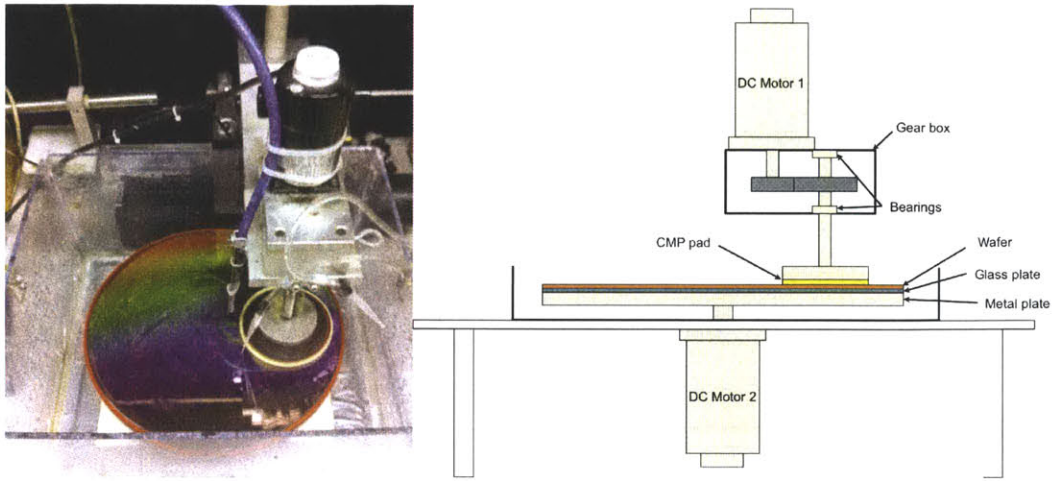 DC Motor 1
Gear box
Bearings
CMP pad
Wafer
Glass plate
Metal plate
DC Motor 2